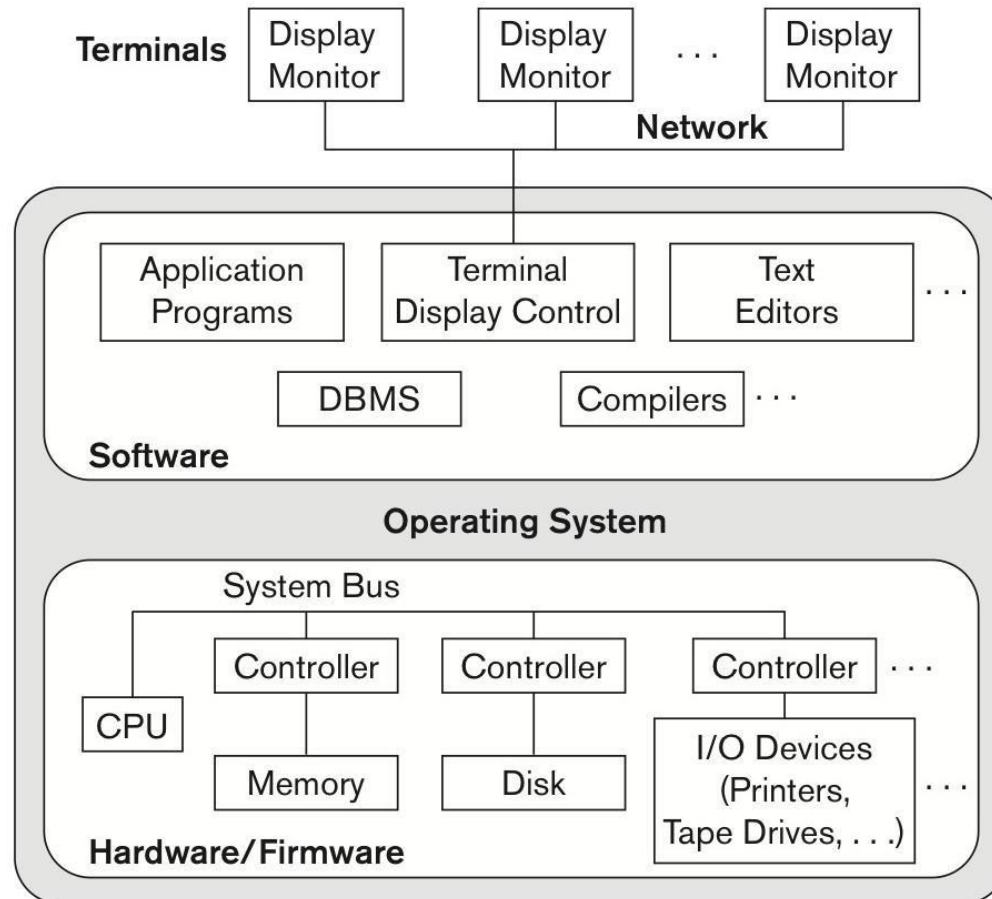 Terminals
Display
Monitor
Display
Monitor
. . .
Display
Monitor
Network
Application
Programs
Terminal
Display Control
Text
Editors
. . .
DBMS
Compilers
. . .
Software
Operating System
System Bus
Controller
Controller
Controller
. . .
CPU
Memory
Disk
I/O Devices
(Printers,
Tape Drives, . . .)
. . .
Hardware/Firmware